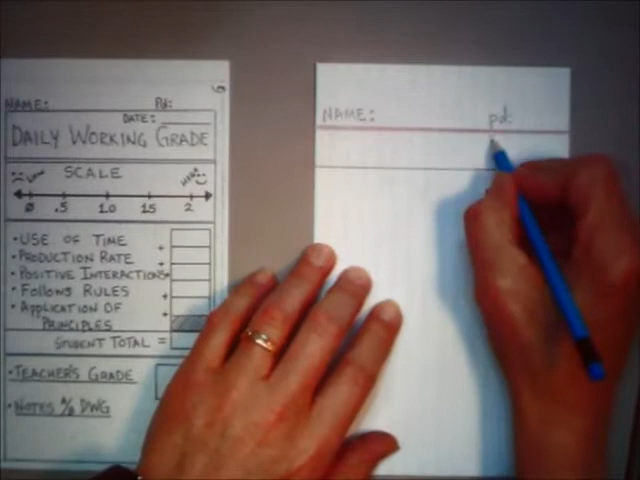 NAME: Pd:
DATE:
DAILY WORKING GRADE
SCALE
Ø .5 1.0 1.5 2
• USE OF TIME
+
• PRODUCTION RATE
+
• POSITIVE INTERACTIONS+
• FOLLOWS RULES +
• APPLICATION OF +
PRINCIPLES
STUDENT TOTAL =
• TEACHER'S GRADE
• NOTES % DWG
NAME: pd: